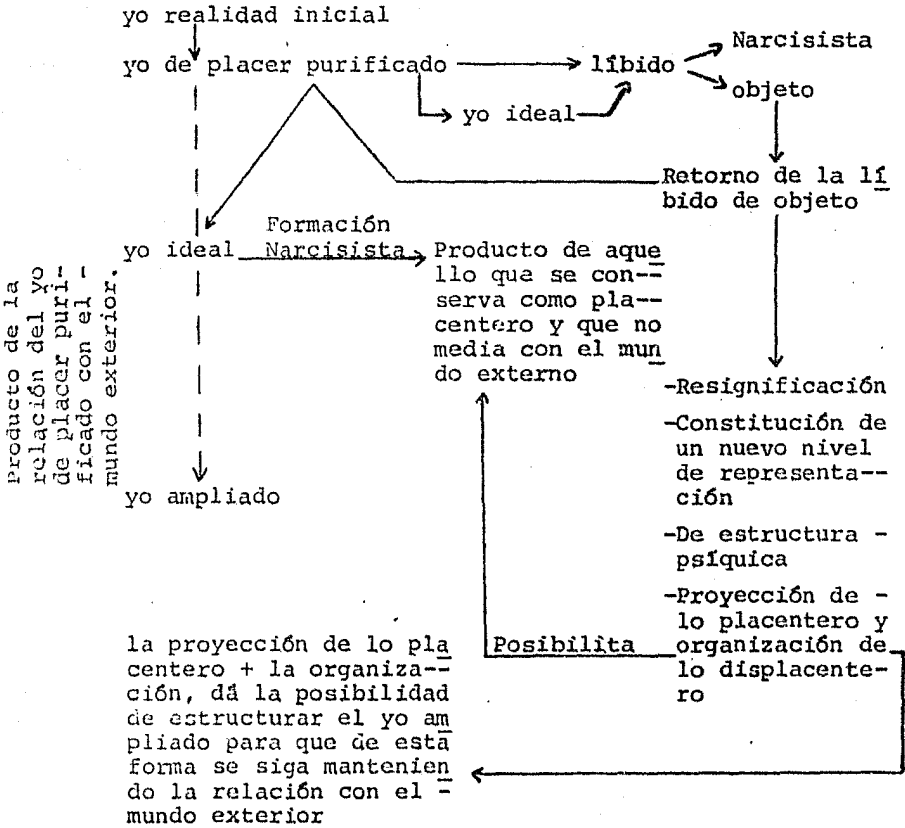 yo realidad inicial
yo de placer purificado
líbido
Narcisista
objeto
yo ideal
Retorno de la lí
bido de objeto
yo ideal
Formación
Narcisista
Producto de aque
llo que se con--
serva como pla--
centero y que no
media con el mun
do externo
Producto de la
relación del yo
de placer puri-
ficado con el -
mundo exterior.
-Resignificación
-Constitución de
un nuevo nivel
de representa--
ción
-De estructura -
psíquica
-Proyección de -
lo placentero y
organización de
lo displacente-
ro
yo ampliado
Posibilita
la proyección de lo pla
centero + la organiza--
ción, dá la posibilidad
de estructurar el yo am
pliado para que de esta
forma se siga mantenien
do la relación con el -
mundo exterior